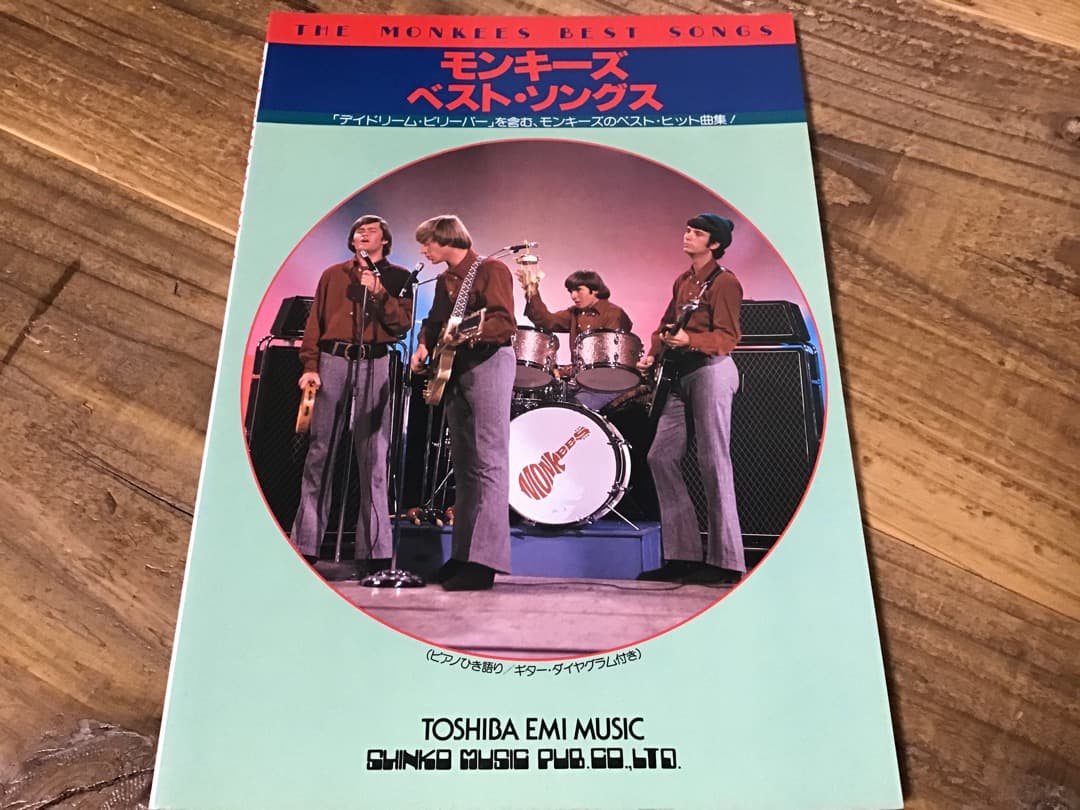 THE MONKEES BEST SONGS
モンキーズ
ベスト・ソングス
「デイドリーム・ビリーバー」を含む、モンキーズのベスト・ヒット曲集!
MONKEES
(ピアノひき語り/ギター・ダイヤグラム付き)
TOSHIBA EMI MUSIC
SHINKO MUSIC PUB.CO.,LTD.